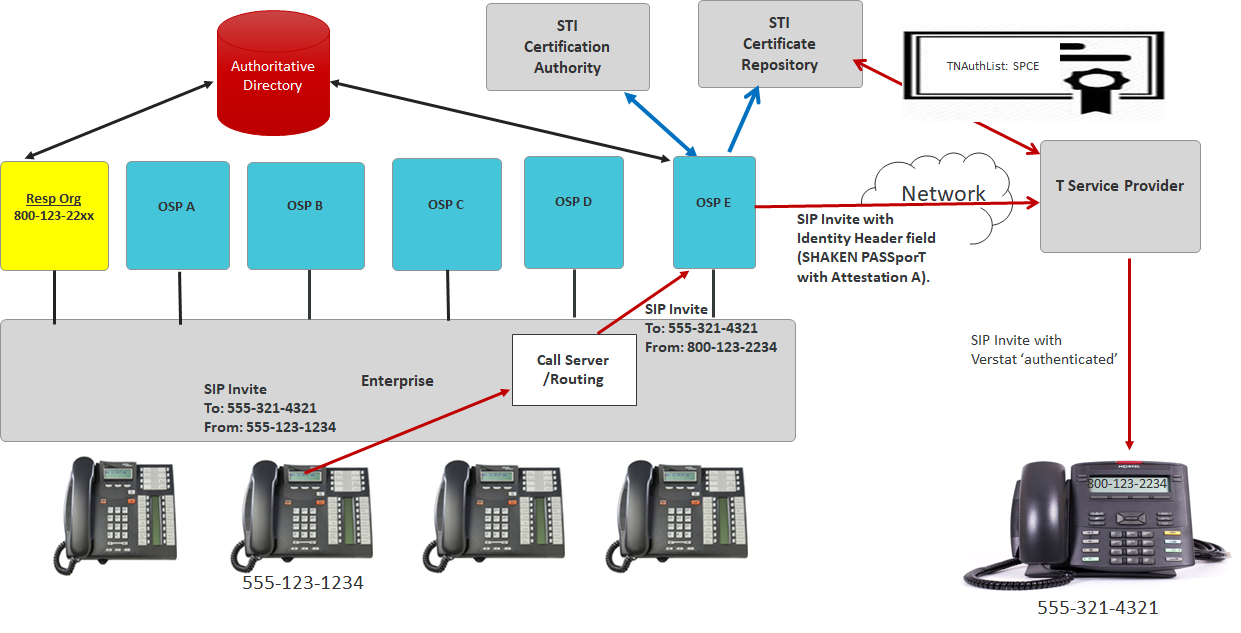 Authoritative
Directory
STI
Certification
Authority
STI
Certificate
Repository
TNAuthList: SPCE
Resp Org
800-123-22xx
OSP A
OSP B
OSP C
OSP D
OSP E
Network
T Service Provider
SIP Invite with
Identity Header field
(SHAKEN PASSporT
with Attestation A).
SIP Invite
To: 555-321-4321
From: 800-123-2234
Call Server
/Routing
Enterprise
SIP Invite
To: 555-321-4321
From: 555-123-1234
SIP Invite with
Verstat ‘authenticated’
NORTEL
800-123-2234
555-123-1234
555-321-4321